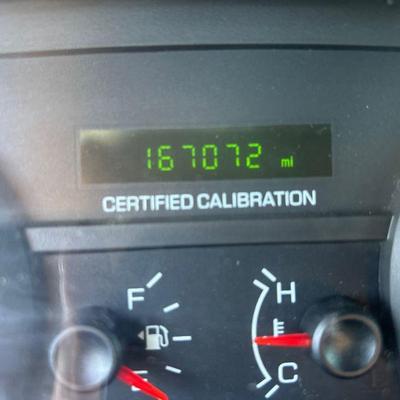 167072 mi
CERTIFIED CALIBRATION
F H
E C